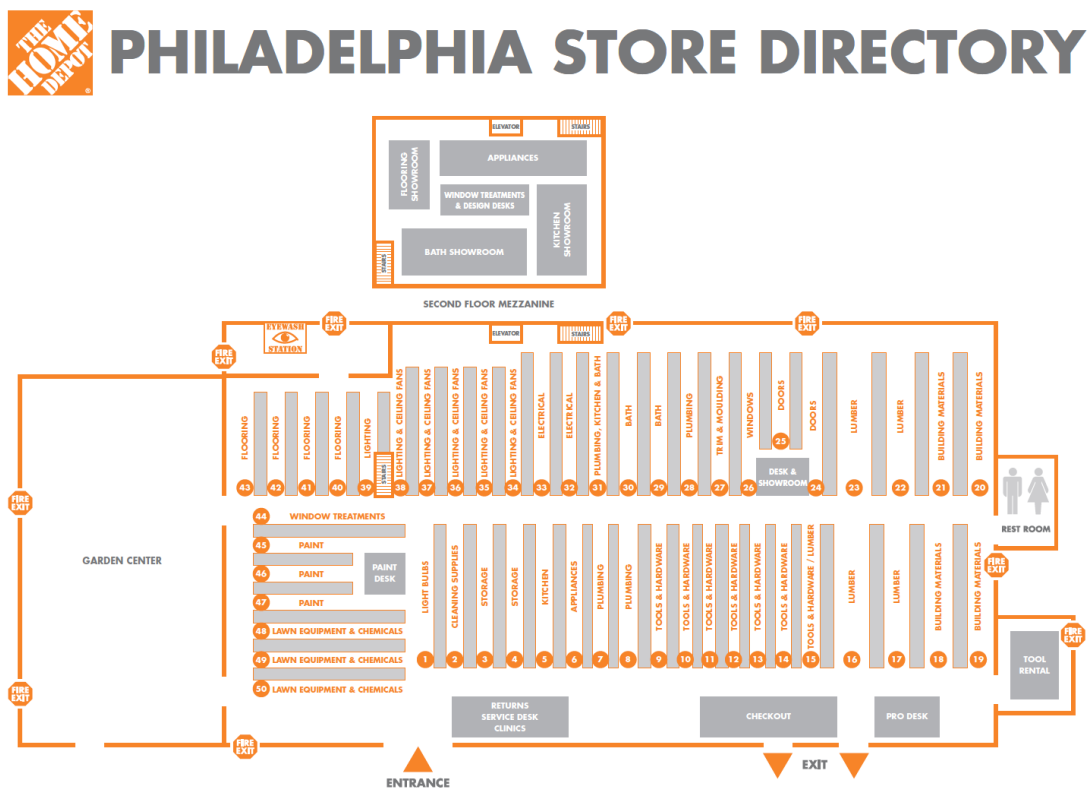 THE
HOME
DEPOT
®
PHILADELPHIA STORE DIRECTORY
ELEVATOR
STAIRS
FLOORING
SHOWROOM
APPLIANCES
WINDOW TREATMENTS
& DESIGN DESKS
KITCHEN
SHOWROOM
BATH SHOWROOM
STAIRS
SECOND FLOOR MEZZANINE
EYEWASH
STATION
FIRE
EXIT
ELEVATOR
STAIRS
FIRE
EXIT
FIRE
EXIT
FIRE
EXIT
FLOORING
43
FLOORING
42
FLOORING
41
FLOORING
40
LIGHTING
39
STAIRS
LIGHTING & CEILING FANS
38
LIGHTING & CEILING FANS
37
LIGHTING & CEILING FANS
36
LIGHTING & CEILING FANS
35
LIGHTING & CEILING FANS
34
ELECTRICAL
33
ELECTRICAL
32
PLUMBING, KITCHEN & BATH
31
BATH
30
BATH
29
PLUMBING
28
TRIM & MOULDING
27
WINDOWS
26
DOORS
25
DESK &
SHOWROOM
DOORS
24
LUMBER
23
LUMBER
22
BUILDING MATERIALS
21
BUILDING MATERIALS
20
REST ROOM
FIRE
EXIT
GARDEN CENTER
44 WINDOW TREATMENTS
45 PAINT
46 PAINT
47 PAINT
PAINT
DESK
48 LAWN EQUIPMENT & CHEMICALS
49 LAWN EQUIPMENT & CHEMICALS
50 LAWN EQUIPMENT & CHEMICALS
LIGHT BULBS
1
CLEANING SUPPLIES
2
STORAGE
3
STORAGE
4
KITCHEN
5
APPLIANCES
6
PLUMBING
7
PLUMBING
8
TOOLS & HARDWARE
9
TOOLS & HARDWARE
10
TOOLS & HARDWARE
11
TOOLS & HARDWARE
12
TOOLS & HARDWARE
13
TOOLS & HARDWARE
14
TOOLS & HARDWARE / LUMBER
15
LUMBER
16
LUMBER
17
BUILDING MATERIALS
18
BUILDING MATERIALS
19
FIRE
EXIT
FIRE
EXIT
TOOL
RENTAL
FIRE
EXIT
RETURNS
SERVICE DESK
CLINICS
CHECKOUT
PRO DESK
FIRE
EXIT
ENTRANCE
EXIT